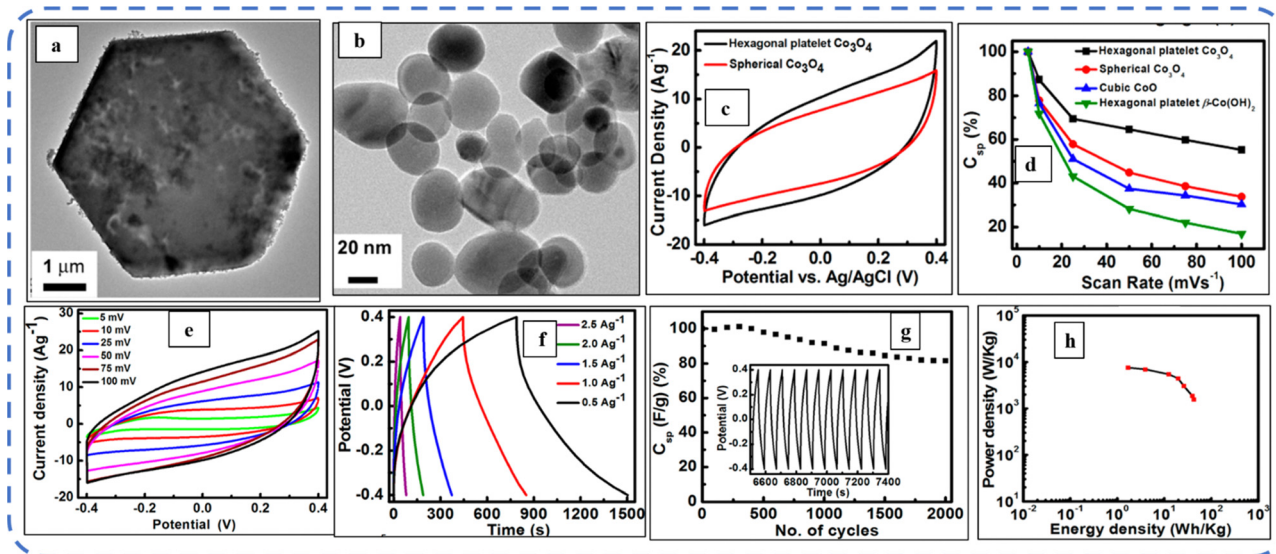 a
1 μm
b
20 nm
c
Hexagonal platelet Co₃O₄
Spherical Co₃O₄
Current Density (Ag⁻¹)
20
10
0
-10
-20
-0.4 -0.2 0.0 0.2 0.4
Potential vs. Ag/AgCl (V)
d
Hexagonal platelet Co₃O₄
Spherical Co₃O₄
Cubic CoO
Hexagonal platelet β-Co(OH)₂
C_sp (%)
100
80
60
40
20
0 20 40 60 80 100
Scan Rate (mVs⁻¹)
e
5 mV
10 mV
25 mV
50 mV
75 mV
100 mV
Current density (Ag⁻¹)
30
20
10
0
-10
-20
-0.4 -0.2 0.0 0.2 0.4
Potential (V)
f
2.5 Ag⁻¹
2.0 Ag⁻¹
1.5 Ag⁻¹
1.0 Ag⁻¹
0.5 Ag⁻¹
Potential (V)
0.4
0.2
0.0
-0.2
-0.4
0 300 600 900 1200 1500
Time (s)
g
C_sp (F/g) (%)
100
80
60
40
20
0
0 500 1000 1500 2000
No. of cycles
Potential (V)
0.4
0.2
0.0
-0.2
-0.4
6600 6800 7000 7200 7400
Time (s)
h
Power density (W/Kg)
10⁵
10⁴
10³
10²
10¹
10⁻² 10⁻¹ 10⁰ 10¹ 10² 10³
Energy density (Wh/Kg)